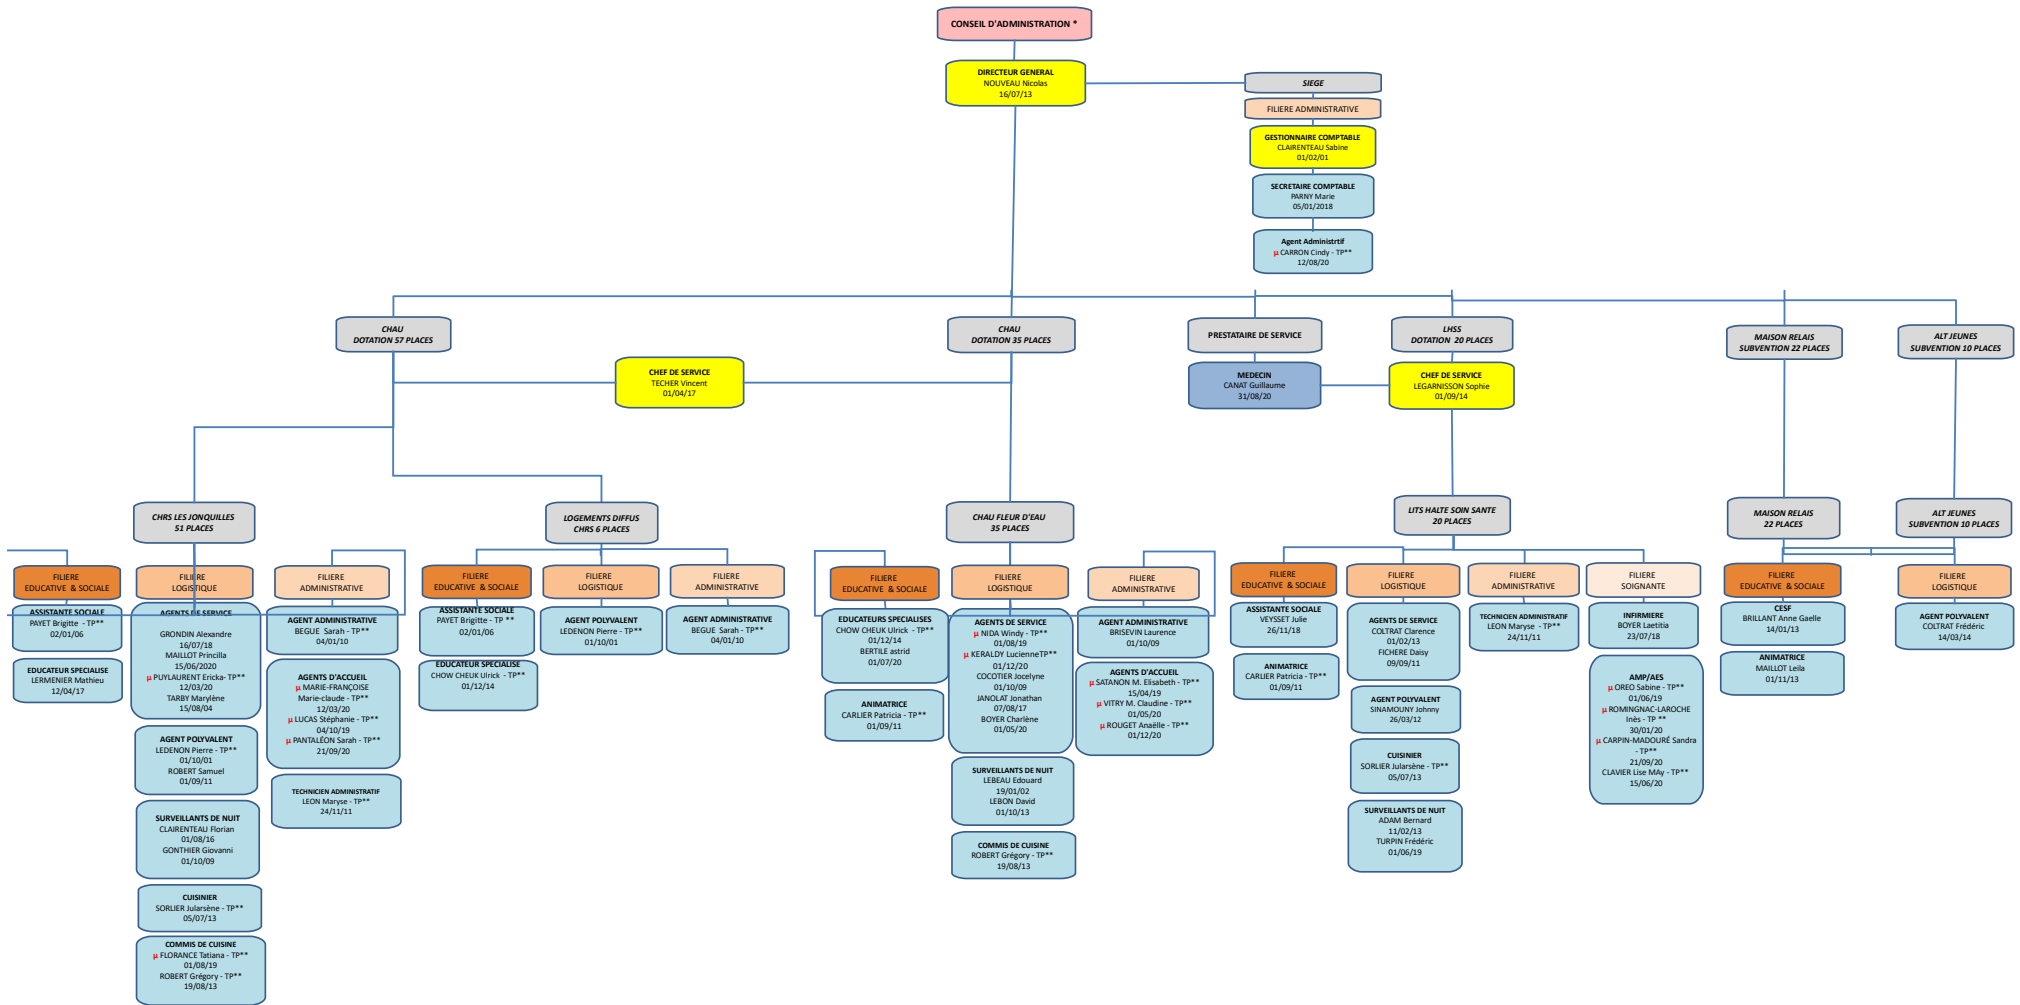 CONSEIL D'ADMINISTRATION *
DIRECTEUR GENERAL
NOUVEAU Nicolas
16/07/13
SIEGE
FILIERE ADMINISTRATIVE
GESTIONNAIRE COMPTABLE
CLAIRENTEAU Sabine
01/02/01
SECRETAIRE COMPTABLE
PARNY Marie
05/01/2018
Agent Administrtif
µ CARRON Cindy - TP**
12/08/20
CHAU
DOTATION 57 PLACES
CHAU
DOTATION 35 PLACES
PRESTATAIRE DE SERVICE
LHSS
DOTATION 20 PLACES
MAISON RELAIS
SUBVENTION 22 PLACES
ALT JEUNES
SUBVENTION 10 PLACES
CHEF DE SERVICE
TECHER Vincent
01/04/17
MEDECIN
CANAT Guillaume
31/08/20
CHEF DE SERVICE
LEGARNISSON Sophie
01/09/14
CHRS LES JONQUILLES
51 PLACES
LOGEMENTS DIFFUS
CHRS 6 PLACES
CHAU FLEUR D'EAU
35 PLACES
LITS HALTE SOIN SANTE
20 PLACES
MAISON RELAIS
22 PLACES
ALT JEUNES
SUBVENTION 10 PLACES
FILIERE
EDUCATIVE & SOCIALE
ASSISTANTE SOCIALE
PAYET Brigitte - TP**
02/01/06
EDUCATEUR SPECIALISE
LERMENIER Mathieu
12/04/17
FILIERE
LOGISTIQUE
AGENTS DE SERVICE
GRONDIN Alexandre
16/07/18
MAILLOT Princilla
15/06/2020
µ PUYLAURENT Ericka- TP**
12/03/20
TARBY Marylène
15/08/04
AGENT POLYVALENT
LEDENON Pierre - TP**
01/10/01
ROBERT Samuel
01/09/11
SURVEILLANTS DE NUIT
CLAIRENTEAU Florian
01/08/16
GONTHIER Giovanni
01/10/09
CUISINIER
SORLIER Jularsène - TP**
05/07/13
COMMIS DE CUISINE
µ FLORANCE Tatiana - TP**
01/08/19
ROBERT Grégory - TP**
19/08/13
FILIERE
ADMINISTRATIVE
AGENT ADMINISTRATIVE
BEGUE Sarah - TP**
04/01/10
AGENTS D'ACCUEIL
µ MARIE-FRANÇOISE
Marie-claude - TP**
12/03/20
µ LUCAS Stéphanie - TP**
04/10/19
µ PANTALÉON Sarah - TP**
21/09/20
TECHNICIEN ADMINISTRATIF
LEON Maryse - TP**
24/11/11
FILIERE
EDUCATIVE & SOCIALE
ASSISTANTE SOCIALE
PAYET Brigitte - TP **
02/01/06
EDUCATEUR SPECIALISE
CHOW CHEUK Ulrick - TP**
01/12/14
FILIERE
LOGISTIQUE
AGENT POLYVALENT
LEDENON Pierre - TP**
01/10/01
FILIERE
ADMINISTRATIVE
AGENT ADMINISTRATIVE
BEGUE Sarah - TP**
04/01/10
FILIERE
EDUCATIVE & SOCIALE
EDUCATEURS SPECIALISES
CHOW CHEUK Ulrick - TP**
01/12/14
BERTILE astrid
01/07/20
ANIMATRICE
CARLIER Patricia - TP**
01/09/11
FILIERE
LOGISTIQUE
AGENTS DE SERVICE
µ NIDA Windy - TP**
01/08/19
µ KERALDY LucienneTP**
01/12/20
COCOTIER Jocelyne
01/10/09
JANOLAT Jonathan
07/08/17
BOYER Charlène
01/05/20
SURVEILLANTS DE NUIT
LEBEAU Edouard
19/01/02
LEBON David
01/10/13
COMMIS DE CUISINE
ROBERT Grégory - TP**
19/08/13
FILIERE
ADMINISTRATIVE
AGENT ADMINISTRATIVE
BRISEVIN Laurence
01/10/09
AGENTS D'ACCUEIL
µ SATANON M. Elisabeth - TP**
15/04/19
µ VITRY M. Claudine - TP**
01/05/20
µ ROUGET Anaëlle - TP**
01/12/20
FILIERE
EDUCATIVE & SOCIALE
ASSISTANTE SOCIALE
VEYSSET Julie
26/11/18
ANIMATRICE
CARLIER Patricia - TP**
01/09/11
FILIERE
LOGISTIQUE
AGENTS DE SERVICE
COLTRAT Clarence
01/02/13
FICHERE Daisy
09/09/11
AGENT POLYVALENT
SINAMOUNY Johnny
26/03/12
CUISINIER
SORLIER Jularsène - TP**
05/07/13
SURVEILLANTS DE NUIT
ADAM Bernard
11/02/13
TURPIN Frédéric
01/06/19
FILIERE
ADMINISTRATIVE
TECHNICIEN ADMINISTRATIF
LEON Maryse - TP**
24/11/11
FILIERE
SOIGNANTE
INFIRMIERE
BOYER Laetitia
23/07/18
AMP/AES
µ OREO Sabine - TP**
01/06/19
µ ROMINGNAC-LAROCHE
Inès - TP **
30/01/20
µ CARPIN-MADOURÉ Sandra
- TP**
21/09/20
CLAVIER Lise MAy - TP**
15/06/20
FILIERE
EDUCATIVE & SOCIALE
CESF
BRILLANT Anne Gaelle
14/01/13
ANIMATRICE
MAILLOT Leila
01/11/13
FILIERE
LOGISTIQUE
AGENT POLYVALENT
COLTRAT Frédéric
14/03/14